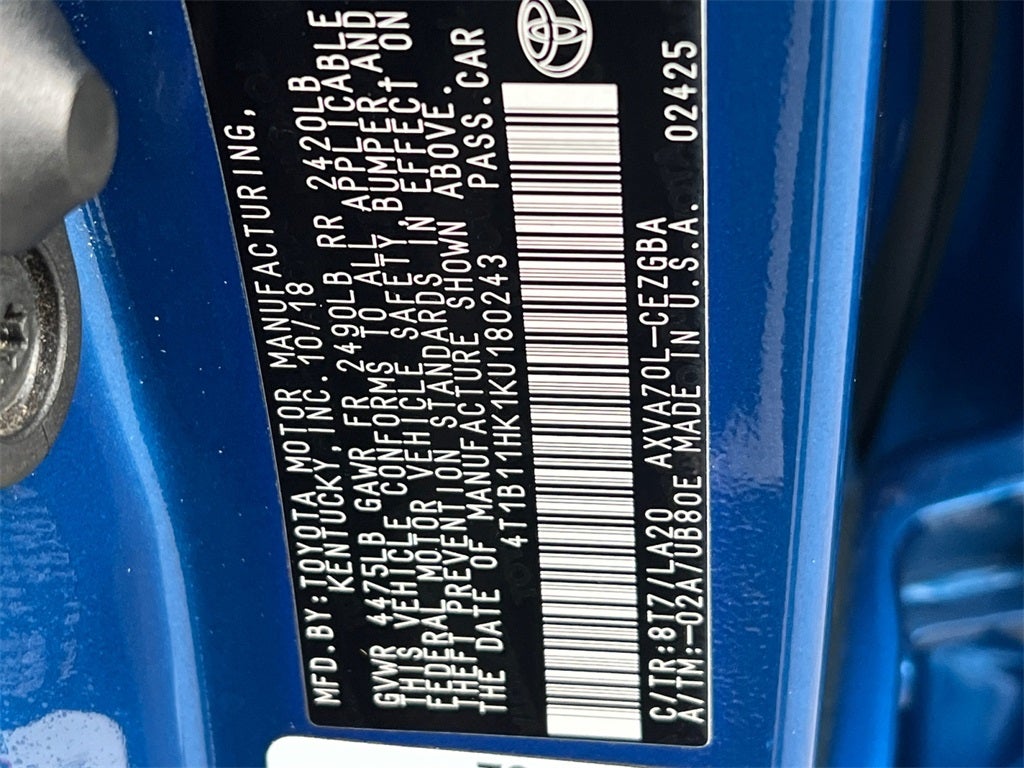 MFD.BY:TOYOTA MOTOR MANUFACTURING,
KENTUCKY,INC. 10/18
GVWR 4475LB GAWR FR 2490LB RR 2420LB
THIS VEHICLE CONFORMS TO ALL APPLICABLE
FEDERAL MOTOR VEHICLE SAFETY,BUMPER,AND
THEFT PREVENTION STANDARDS IN EFFECT ON
THE DATE OF MANUFACTURE SHOWN ABOVE.
4T1B11HK1KU180243 PASS.CAR
C/TR:8T7/LA20 AXVA70L-CEZGBA
A/TM:-02A/UB80E MADE IN U.S.A. 02425